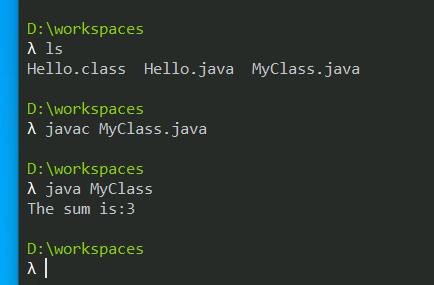 D:\workspaces
λ ls
Hello.class  Hello.java  MyClass.java
D:\workspaces
λ javac MyClass.java
D:\workspaces
λ java MyClass
The sum is:3
D:\workspaces
λ